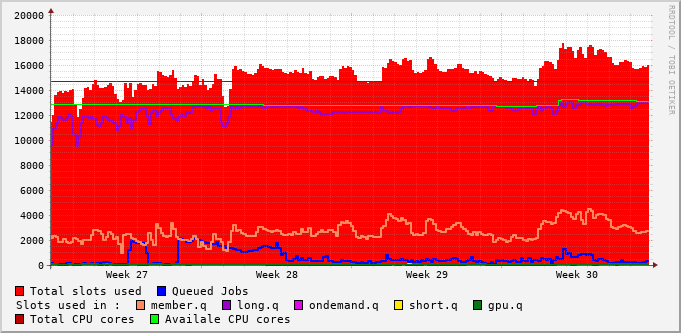 20000
18000
16000
14000
12000
10000
8000
6000
4000
2000
0
Week 27 Week 28 Week 29 Week 30
Total slots used Queued Jobs
Slots used in : member.q long.q ondemand.q short.q gpu.q
Total CPU cores Availale CPU cores
RRDTOOL / TOBI OETIKER